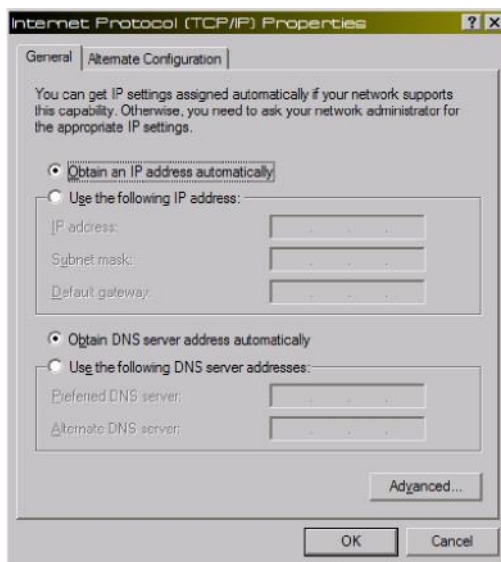 Internet Protocol (TCP/IP) Properties
General
Alternate Configuration
You can get IP settings assigned automatically if your network supports
this capability. Otherwise, you need to ask your network administrator for
the appropriate IP settings.
Obtain an IP address automatically
Use the following IP address:
IP address:
Subnet mask:
Default gateway:
Obtain DNS server address automatically
Use the following DNS server addresses:
Preferred DNS server:
Alternate DNS server:
Advanced...
OK
Cancel